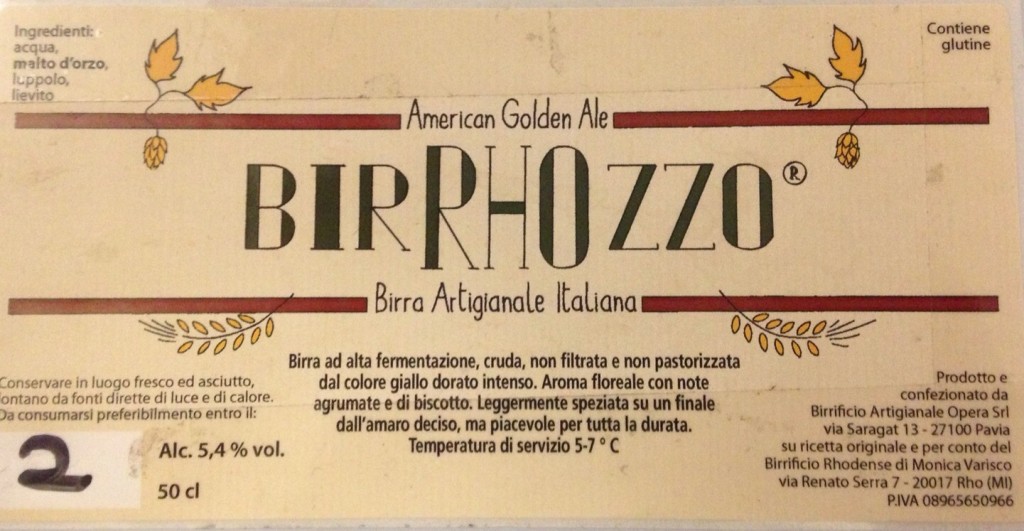 Ingredienti:
acqua,
malto d'orzo,
luppolo,
lievito
Contiene
glutine
American Golden Ale
BIRRHOZZO®
Birra Artigianale Italiana
Birra ad alta fermentazione, cruda, non filtrata e non pastorizzata
dal colore giallo dorato intenso. Aroma floreale con note
agrumate e di biscotto. Leggermente speziata su un finale
dall'amaro deciso, ma piacevole per tutta la durata.
Temperatura di servizio 5-7 ° C
Conservare in luogo fresco ed asciutto,
lontano da fonti dirette di luce e di calore.
Da consumarsi preferibilmento entro il:
2
Alc. 5,4 % vol.
50 cl
Prodotto e
confezionato da
Birrificio Artigianale Opera Srl
via Saragat 13 - 27100 Pavia
su ricetta originale e per conto del
Birrificio Rhodense di Monica Varisco
via Renato Serra 7 - 20017 Rho (MI)
P.IVA 08965650966